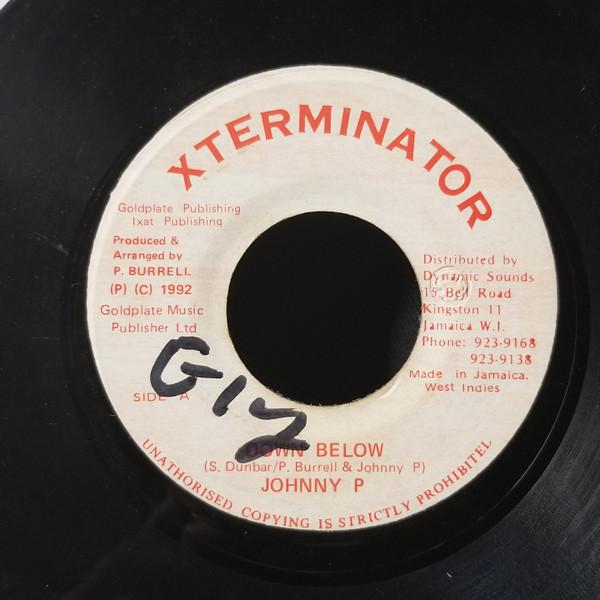 XTERMINATOR
Goldplate Publishing
Ixat Publishing
Produced &
Arranged by
P. BURRELL
(P) (C) 1992
Goldplate Music
Publisher Ltd
SIDE A
Distributed by
Dynamic Sounds
15 Bell Road
Kingston 11
Jamaica W.I.
Phone: 923-9168
923-9138
Made in Jamaica.
West Indies
DOWN BELOW
(S. Dunbar/P. Burrell & Johnny P)
JOHNNY P
UNATHORISED COPYING IS STRICTLY PROHIBITEL